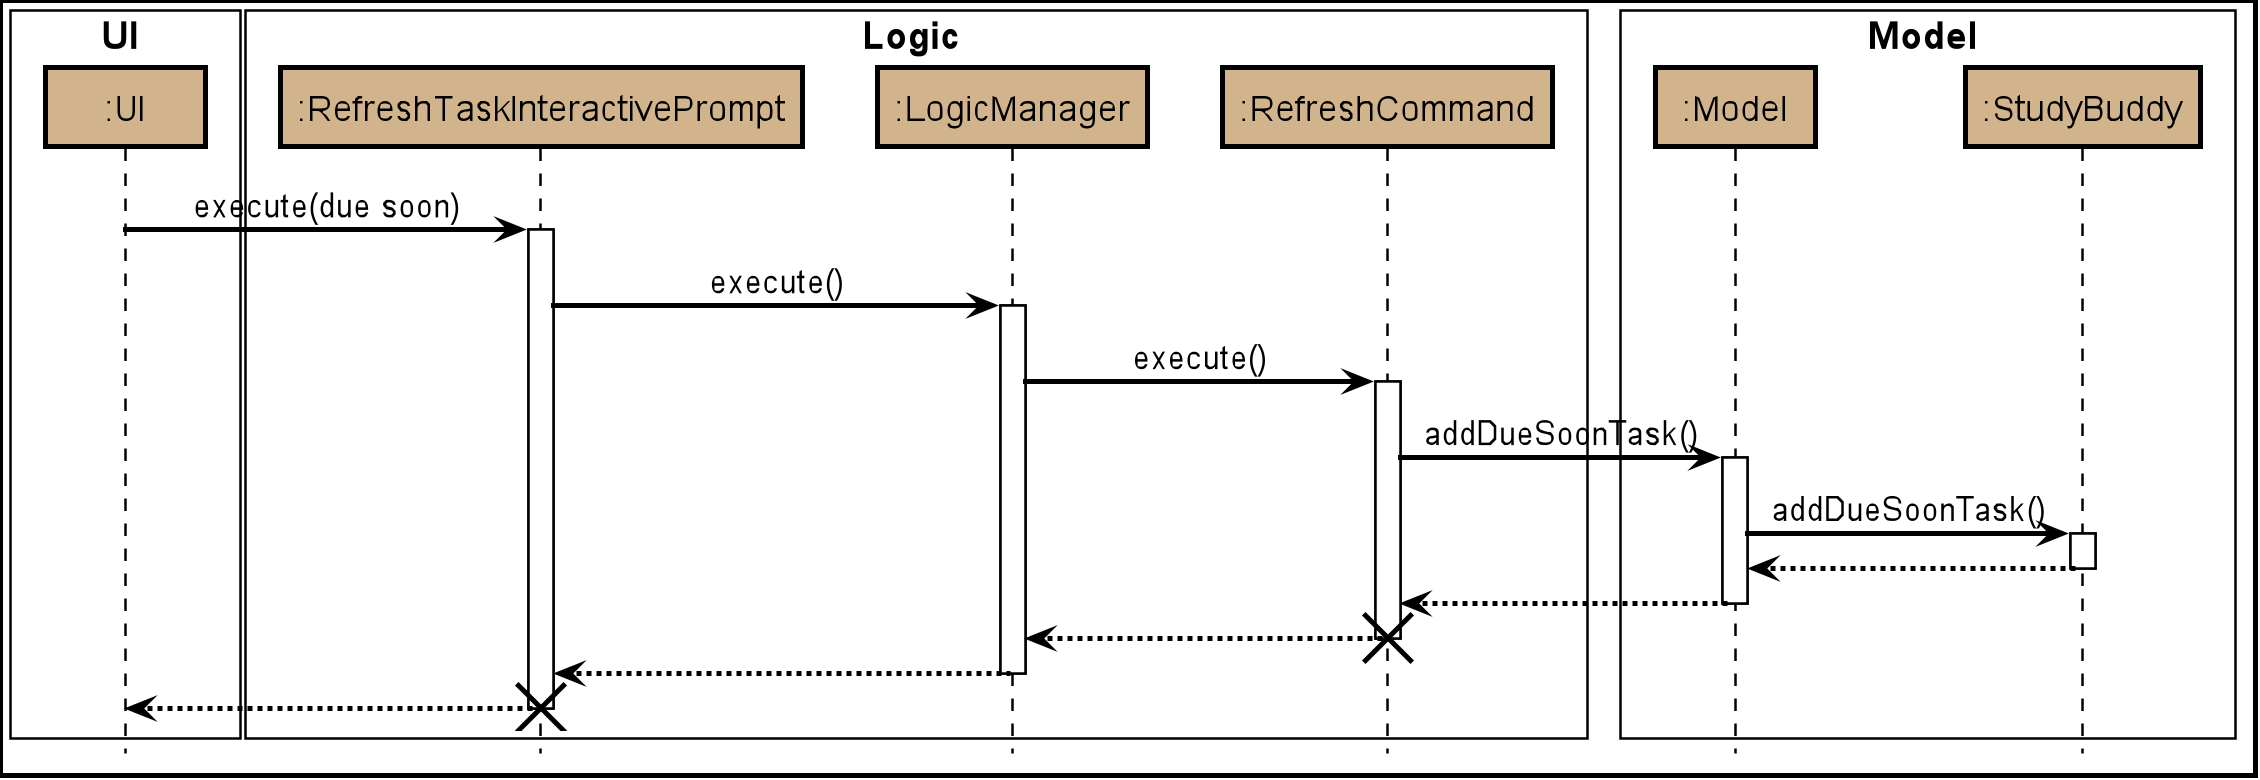 UI
Logic
Model
:UI
:RefreshTaskInteractivePrompt
:LogicManager
:RefreshCommand
:Model
:StudyBuddy
execute(due soon)
execute()
execute()
addDueSoonTask()
addDueSoonTask()